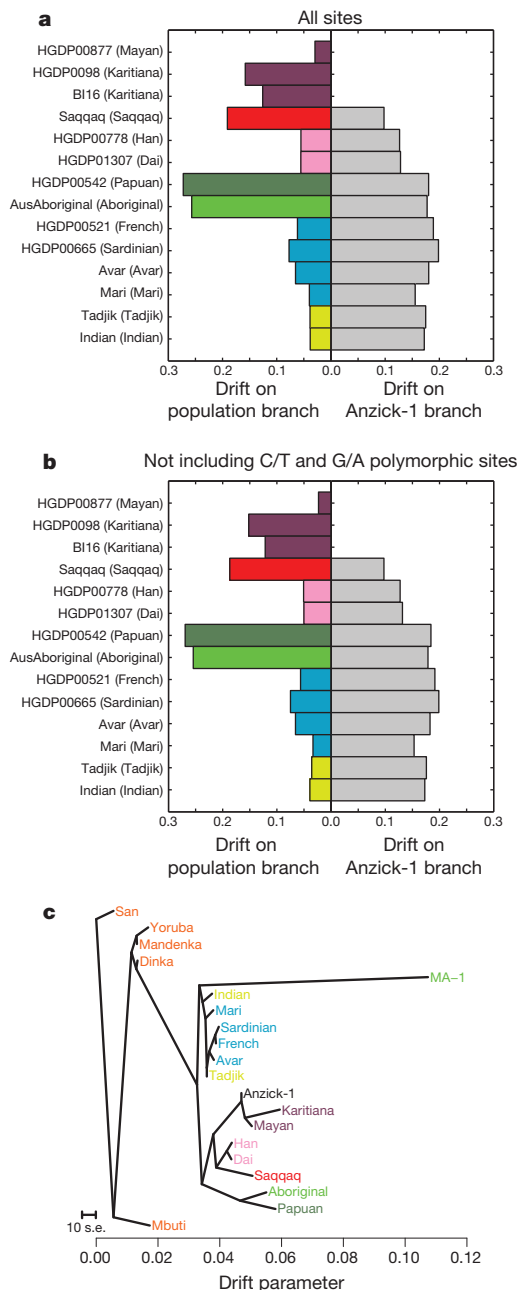 a
All sites
HGDP00877 (Mayan)
HGDP0098 (Karitiana)
BI16 (Karitiana)
Saqqaq (Saqqaq)
HGDP00778 (Han)
HGDP01307 (Dai)
HGDP00542 (Papuan)
AusAboriginal (Aboriginal)
HGDP00521 (French)
HGDP00665 (Sardinian)
Avar (Avar)
Mari (Mari)
Tadjik (Tadjik)
Indian (Indian)
0.3 0.2 0.1 0.0 0.1 0.2 0.3
Drift on population branch
Drift on Anzick-1 branch
b
Not including C/T and G/A polymorphic sites
HGDP00877 (Mayan)
HGDP0098 (Karitiana)
BI16 (Karitiana)
Saqqaq (Saqqaq)
HGDP00778 (Han)
HGDP01307 (Dai)
HGDP00542 (Papuan)
AusAboriginal (Aboriginal)
HGDP00521 (French)
HGDP00665 (Sardinian)
Avar (Avar)
Mari (Mari)
Tadjik (Tadjik)
Indian (Indian)
0.3 0.2 0.1 0.0 0.1 0.2 0.3
Drift on
population branch
Drift on
Anzick-1 branch
c
San
Yoruba
Mandenka
Dinka
MA−1
Indian
Mari
Sardinian
French
Avar
Tadjik
Anzick-1
Karitiana
Mayan
Han
Dai
Saqqaq
Aboriginal
Papuan
10 s.e.
Mbuti
0.00 0.02 0.04 0.06 0.08 0.10 0.12
Drift parameter